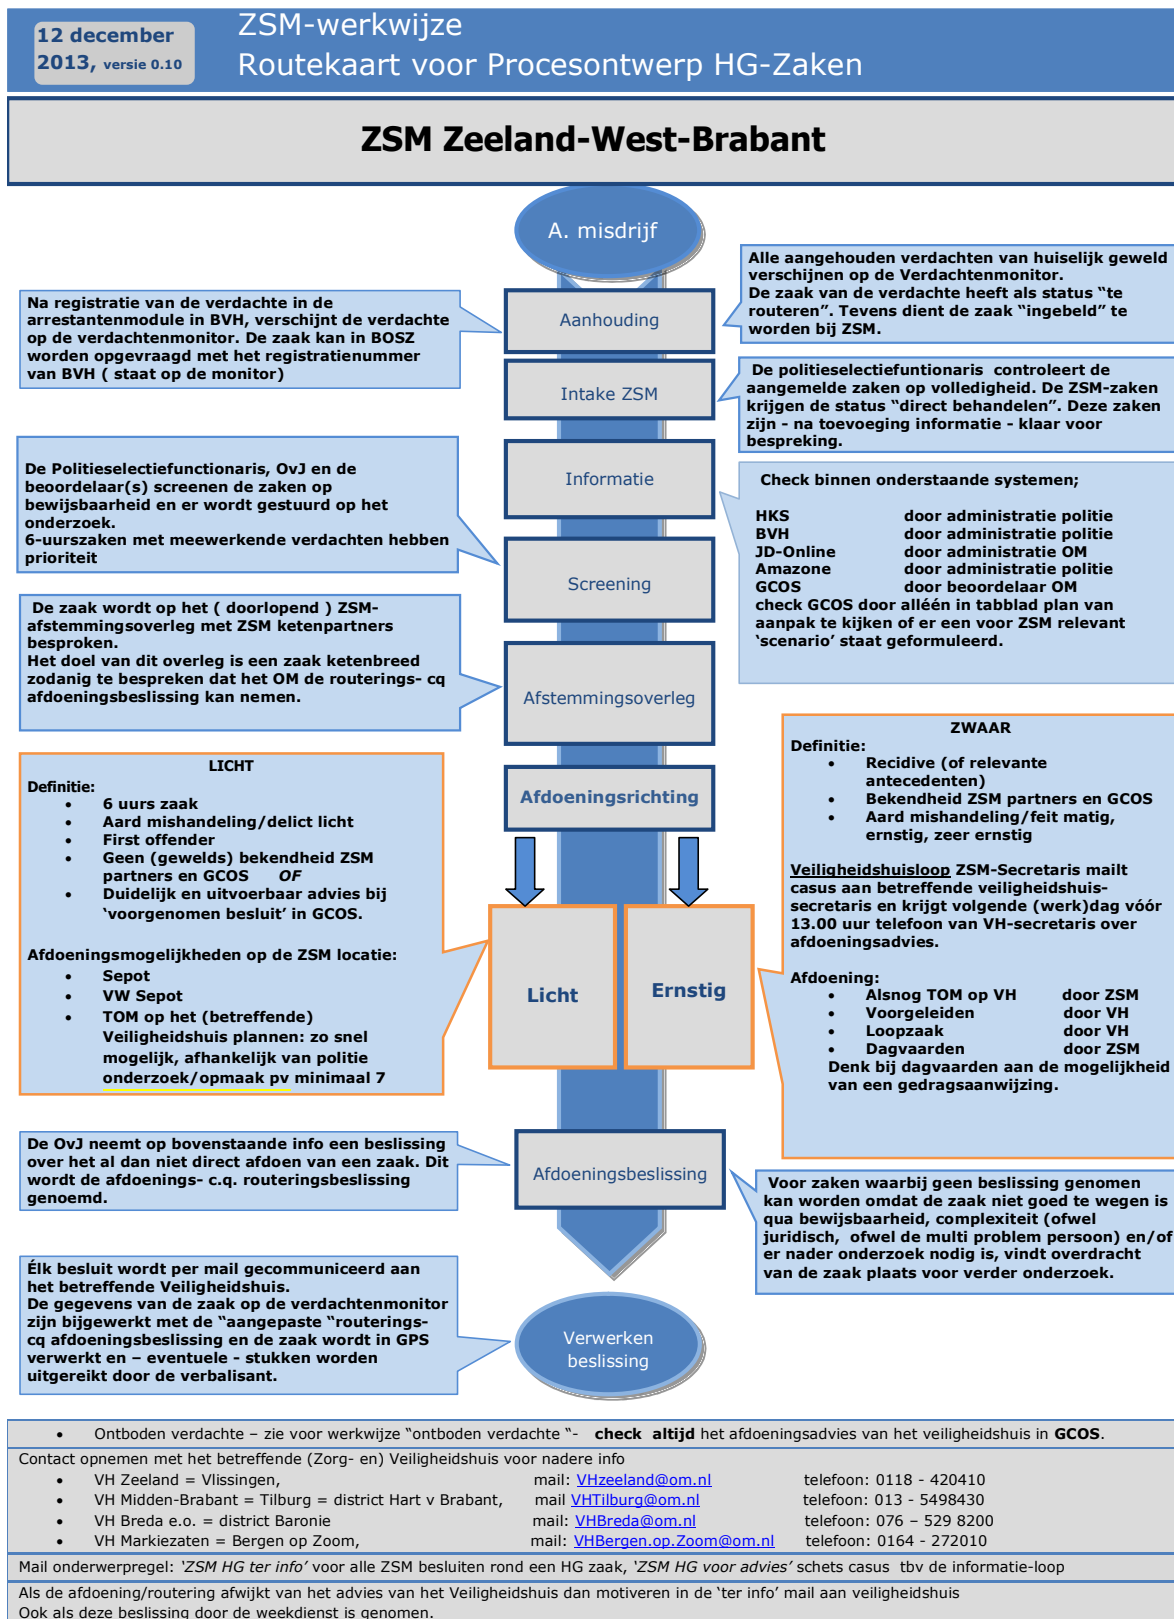 12 december
2013, versie 0.10
ZSM-werkwijze
Routekaart voor Procesontwerp HG-Zaken
ZSM Zeeland-West-Brabant
A. misdrijf
Alle aangehouden verdachten van huiselijk geweld
verschijnen op de Verdachtenmonitor.
De zaak van de verdachte heeft als status “te
routeren”. Tevens dient de zaak “ingebeld” te
worden bij ZSM.
Na registratie van de verdachte in de
arrestantenmodule in BVH, verschijnt de verdachte
op de verdachtenmonitor. De zaak kan in BOSZ
worden opgevraagd met het registratienummer
van BVH ( staat op de monitor)
Aanhouding
Intake ZSM
De politieselectiefuntionaris  controleert de
aangemelde zaken op volledigheid. De ZSM-zaken
krijgen de status “direct behandelen”. Deze zaken
zijn - na toevoeging informatie - klaar voor
bespreking.
De Politieselectiefunctionaris, OvJ en de
beoordelaar(s) screenen de zaken op
bewijsbaarheid en er wordt gestuurd op het
onderzoek.
6-uurszaken met meewerkende verdachten hebben
prioriteit
Informatie
Check binnen onderstaande systemen;
HKS door administratie politie
BVH door administratie politie
JD-Online door administratie OM
Amazone door administratie politie
GCOS door beoordelaar OM
check GCOS door alléén in tabblad plan van
aanpak te kijken of er een voor ZSM relevant
‘scenario’ staat geformuleerd.
Screening
De zaak wordt op het ( doorlopend ) ZSM-
afstemmingsoverleg met ZSM ketenpartners
besproken.
Het doel van dit overleg is een zaak ketenbreed
zodanig te bespreken dat het OM de routerings- cq
afdoeningsbeslissing kan nemen.
Afstemmingsoverleg
Afdoeningsrichting
LICHT
Definitie:
• 6 uurs zaak
• Aard mishandeling/delict licht
• First offender
• Geen (gewelds) bekendheid ZSM
partners en GCOS OF
• Duidelijk en uitvoerbaar advies bij
‘voorgenomen besluit’ in GCOS.
Afdoeningsmogelijkheden op de ZSM locatie:
• Sepot
• VW Sepot
• TOM op het (betreffende)
Veiligheidshuis plannen: zo snel
mogelijk, afhankelijk van politie
onderzoek/opmaak pv minimaal 7
Licht
Ernstig
ZWAAR
Definitie:
• Recidive (of relevante
antecedenten)
• Bekendheid ZSM partners en GCOS
• Aard mishandeling/feit matig,
ernstig, zeer ernstig
Veiligheidshuisloop ZSM-Secretaris mailt
casus aan betreffende veiligheidshuis-
secretaris en krijgt volgende (werk)dag vóór
13.00 uur telefoon van VH-secretaris over
afdoeningsadvies.
Afdoening:
• Alsnog TOM op VH door ZSM
• Voorgeleiden door VH
• Loopzaak door VH
• Dagvaarden door ZSM
Denk bij dagvaarden aan de mogelijkheid
van een gedragsaanwijzing.
De OvJ neemt op bovenstaande info een beslissing
over het al dan niet direct afdoen van een zaak. Dit
wordt de afdoenings- c.q. routeringsbeslissing
genoemd.
Afdoeningsbeslissing
Voor zaken waarbij geen beslissing genomen
kan worden omdat de zaak niet goed te wegen is
qua bewijsbaarheid, complexiteit (ofwel
juridisch,  ofwel de multi problem persoon) en/of
er nader onderzoek nodig is, vindt overdracht
van de zaak plaats voor verder onderzoek.
Élk besluit wordt per mail gecommuniceerd aan
het betreffende Veiligheidshuis.
De gegevens van de zaak op de verdachtenmonitor
zijn bijgewerkt met de “aangepaste “routerings-
cq afdoeningsbeslissing en de zaak wordt in GPS
verwerkt en – eventuele - stukken worden
uitgereikt door de verbalisant.
Verwerken
beslissing
• Ontboden verdachte – zie voor werkwijze “ontboden verdachte “-  check  altijd het afdoeningsadvies van het veiligheidshuis in GCOS.
Contact opnemen met het betreffende (Zorg- en) Veiligheidshuis voor nadere info
• VH Zeeland = Vlissingen, mail: VHzeeland@om.nl telefoon: 0118 - 420410
• VH Midden-Brabant = Tilburg = district Hart v Brabant, mail VHTilburg@om.nl telefoon: 013 - 5498430
• VH Breda e.o. = district Baronie mail: VHBreda@om.nl telefoon: 076 – 529 8200
• VH Markiezaten = Bergen op Zoom, mail: VHBergen.op.Zoom@om.nl telefoon: 0164 - 272010
Mail onderwerpregel: ‘ZSM HG ter info’ voor alle ZSM besluiten rond een HG zaak, ‘ZSM HG voor advies’ schets casus  tbv de informatie-loop
Als de afdoening/routering afwijkt van het advies van het Veiligheidshuis dan motiveren in de ‘ter info’ mail aan veiligheidshuis
Ook als deze beslissing door de weekdienst is genomen.